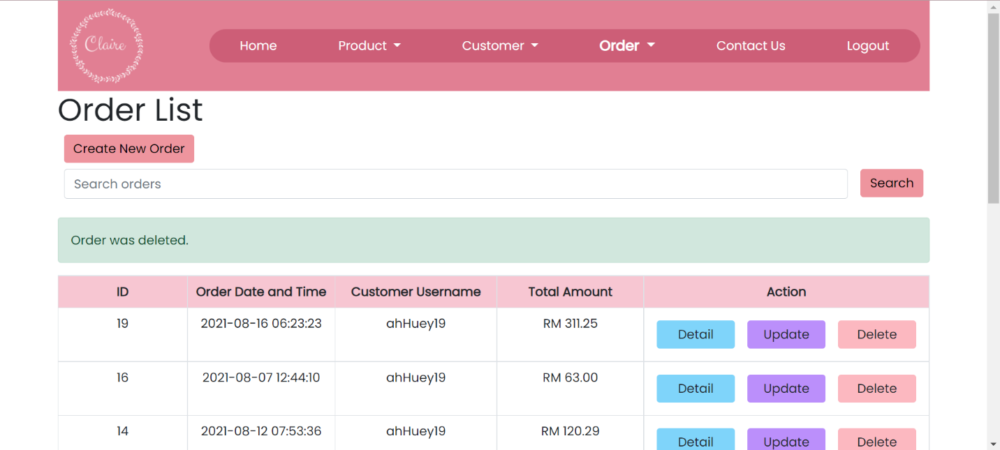 Claire
Home Product Customer Order Contact Us Logout
Order List
Create New Order
Search orders Search
Order was deleted.
ID Order Date and Time Customer Username Total Amount Action
19 2021-08-16 06:23:23 ahHuey19 RM 311.25 Detail Update Delete
16 2021-08-07 12:44:10 ahHuey19 RM 63.00 Detail Update Delete
14 2021-08-12 07:53:36 ahHuey19 RM 120.29 Detail Update Delete